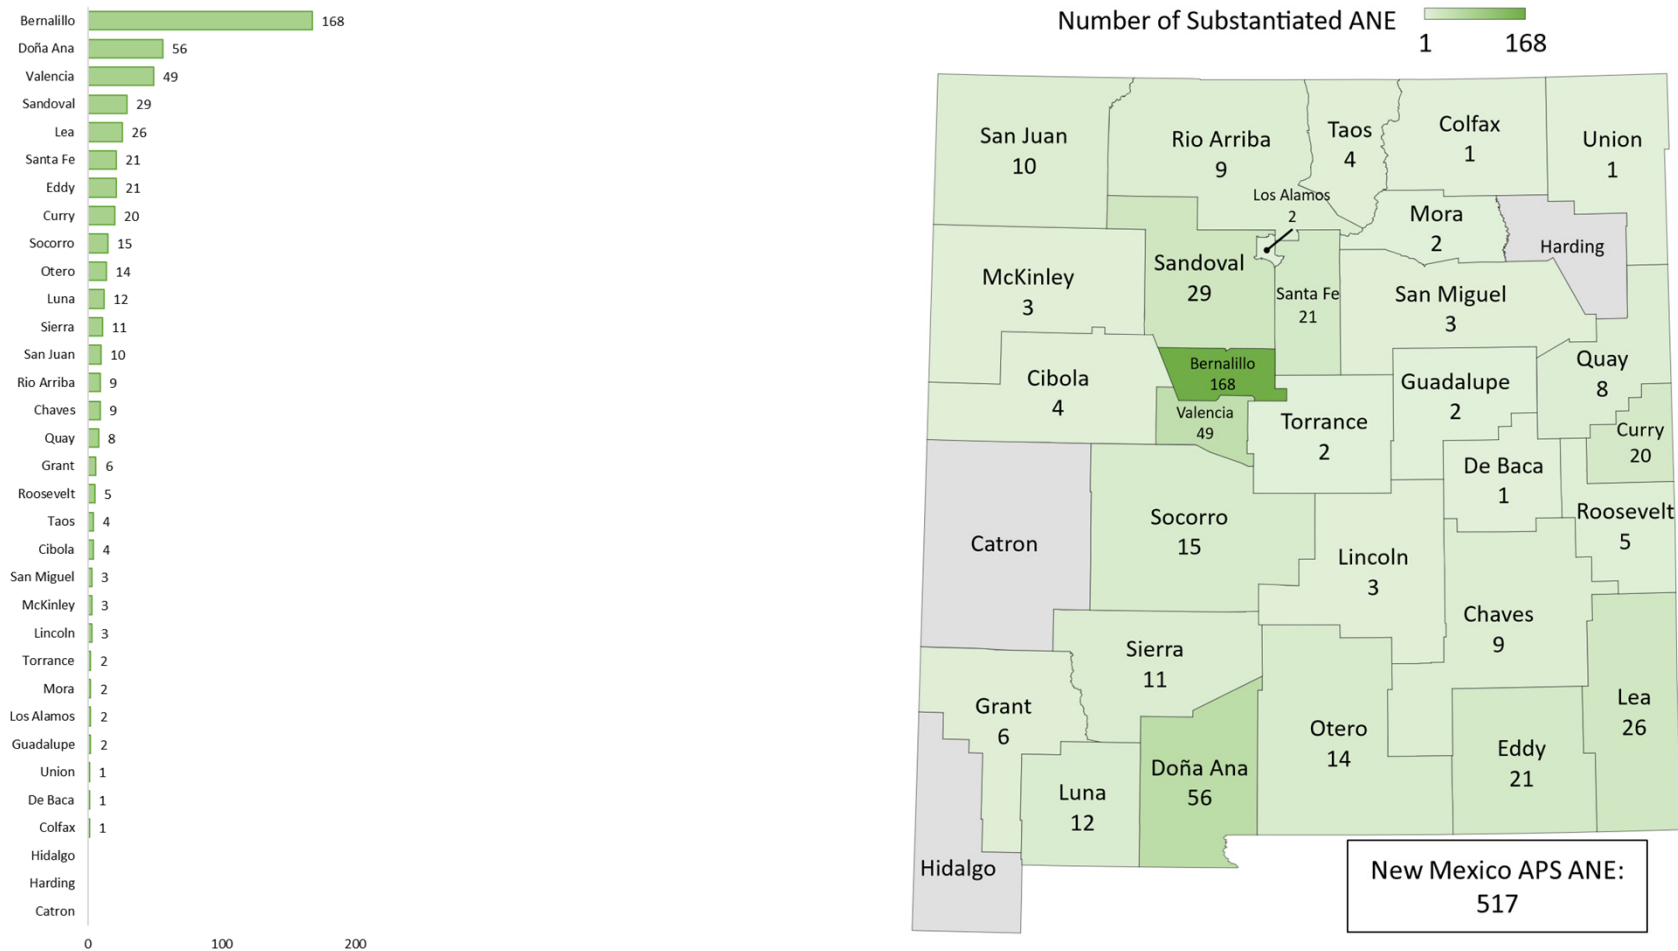 Bernalillo 168
Doña Ana 56
Valencia 49
Sandoval 29
Lea 26
Santa Fe 21
Eddy 21
Curry 20
Socorro 15
Otero 14
Luna 12
Sierra 11
San Juan 10
Rio Arriba 9
Chaves 9
Quay 8
Grant 6
Roosevelt 5
Taos 4
Cibola 4
San Miguel 3
McKinley 3
Lincoln 3
Torrance 2
Mora 2
Los Alamos 2
Guadalupe 2
Union 1
De Baca 1
Colfax 1
Hidalgo
Harding
Catron
0 100 200
Number of Substantiated ANE
1 168
San Juan
10
Rio Arriba
9
Taos
4
Colfax
1
Union
1
Los Alamos
2
Mora
2
Harding
McKinley
3
Sandoval
29
Santa Fe
21
San Miguel
3
Quay
8
Cibola
4
Bernalillo
168
Valencia
49
Torrance
2
Guadalupe
2
Curry
20
De Baca
1
Roosevelt
5
Catron
Socorro
15
Lincoln
3
Chaves
9
Sierra
11
Grant
6
Lea
26
Otero
14
Eddy
21
Doña Ana
56
Luna
12
Hidalgo
New Mexico APS ANE:
517